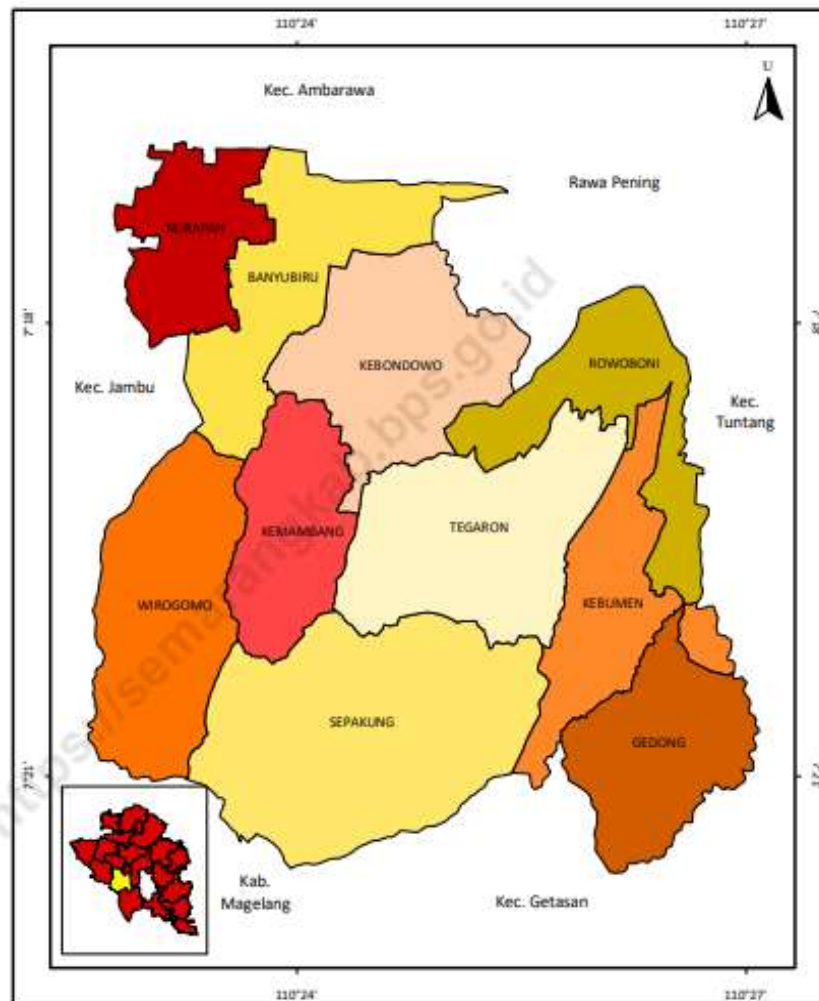 110°24'
110°27'
U
Kec. Ambarawa
Rawa Pening
BANYUBIRU
7°18'
KEBONDOWO
ROWOBONI
Kec. Jambu
Kec.
Tuntang
TEGARON
KEMAMBANG
WIROGOMO
KEBUMEN
SEPAKUNG
GEDONG
7°21'
Kab.
Magelang
Kec. Getasan
110°24'
110°27'
https://semarangkab.bps.go.id